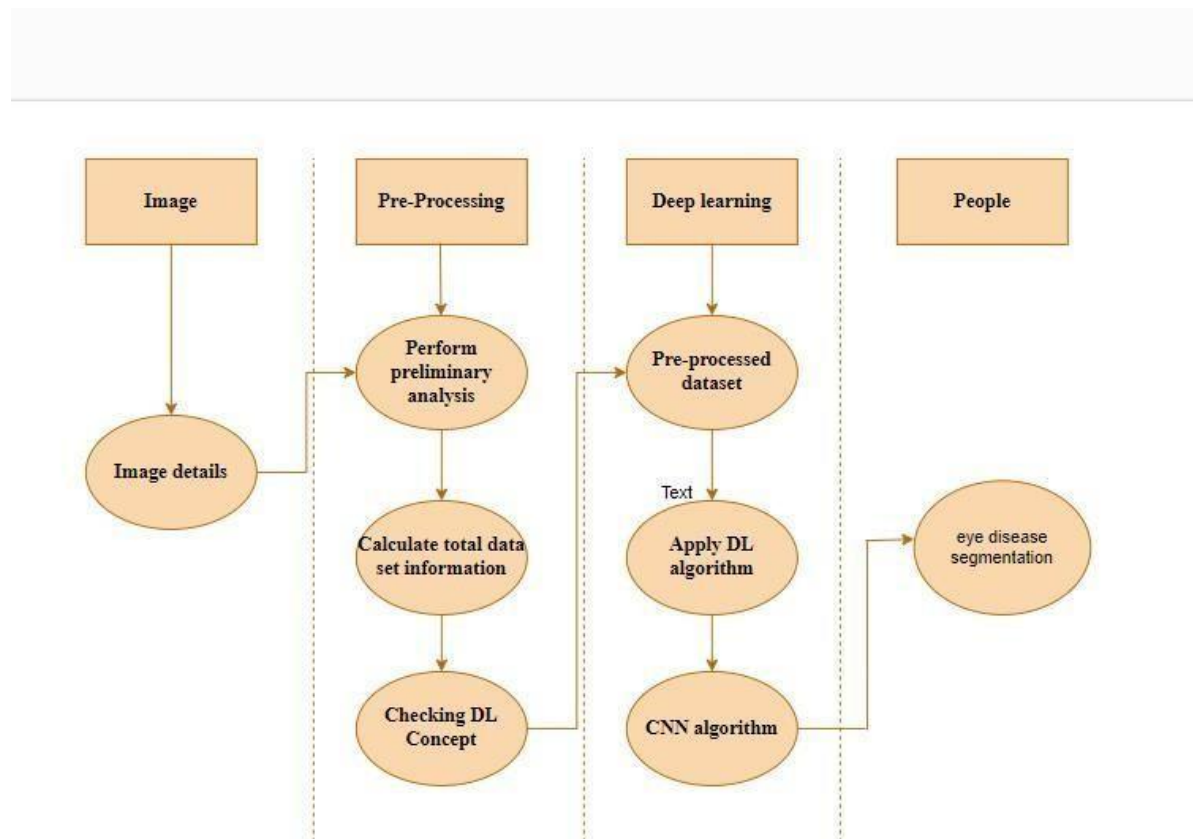 Image
Pre-Processing
Deep learning
People
Perform
preliminary
analysis
Pre-processed
dataset
Image details
Text
Calculate total data
set information
Apply DL
algorithm
eye disease
segmentation
Checking DL
Concept
CNN algorithm